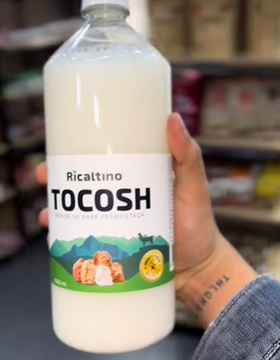 Ricaltino
TOCOSH
BEBIDA DE PAPA FERMENTADA